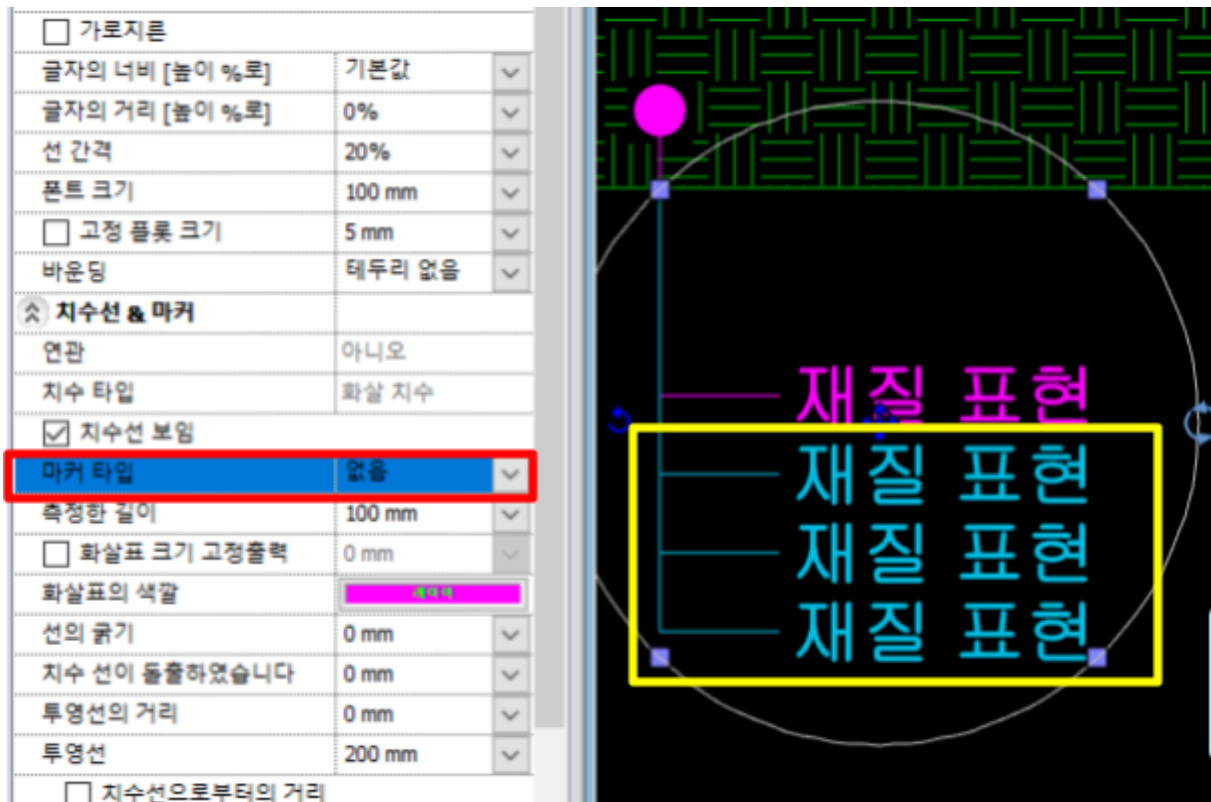 가로지른
글자의 너비 [높이 %로] 기본값
글자의 거리 [높이 %로] 0%
선 간격 20%
폰트 크기 100 mm
고정 플롯 크기 5 mm
바운딩 테두리 없음
치수선 & 마커
연관 아니오
치수 타입 화살 치수
치수선 보임
마커 타입 없음
측정한 길이 100 mm
화살표 크기 고정출력 0 mm
화살표의 색깔
선의 굵기 0 mm
치수 선이 돌출하였습니다 0 mm
투영선의 거리 0 mm
투영선 200 mm
치수선으로부터의 거리
재질 표현
재질 표현
재질 표현
재질 표현